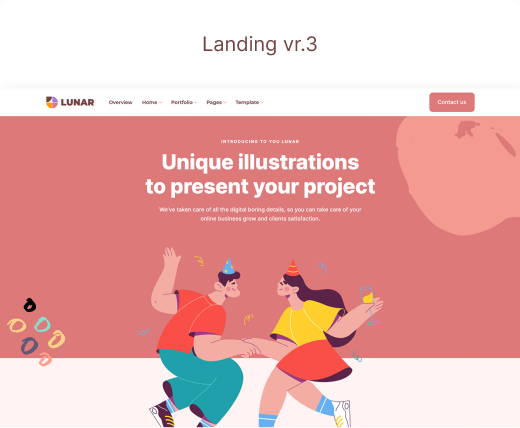 Landing vr.3
LUNAR
Overview
Home
Portfolio
Pages
Template
Contact us
INTRODUCING TO YOU LUNAR
Unique illustrations
to present your project
We've taken care of all the digital boring details, so you can take care of your
online business grow and clients satisfaction.